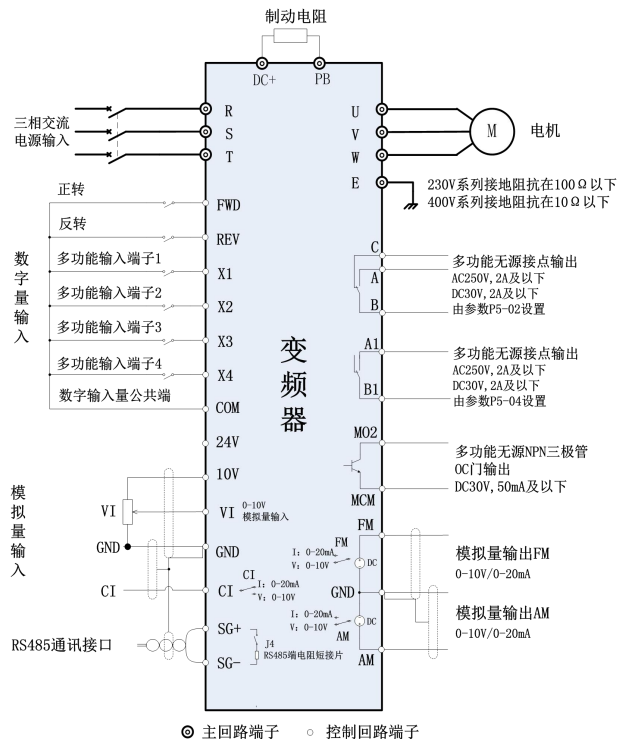 制动电阻
DC+
PB
三相交流
电源输入
R
S
T
U
V
W
E
M
电机
230V系列接地阻抗在100Ω以下
400V系列接地阻抗在10Ω以下
数字量输入
正转
FWD
反转
REV
多功能输入端子1
X1
多功能输入端子2
X2
多功能输入端子3
X3
多功能输入端子4
X4
数字输入量公共端
COM
24V
变频器
C
A
B
多功能无源接点输出
AC250V,2A及以下
DC30V,2A及以下
由参数P5-02设置
A1
B1
多功能无源接点输出
AC250V,2A及以下
DC30V,2A及以下
由参数P5-04设置
MO2
MCM
多功能无源NPN三极管
OC门输出
DC30V,50mA及以下
模拟量输入
10V
VI
VI
0-10V
模拟量输入
GND
GND
CI
CI
CI
I: 0-20mA
V: 0-10V
FM
FM
I: 0-20mA
V: 0-10V
DC
GND
I: 0-20mA
V: 0-10V
DC
AM
AM
模拟量输出FM
0-10V/0-20mA
模拟量输出AM
0-10V/0-20mA
RS485通讯接口
SG+
SG-
J4
RS485端电阻短接片
主回路端子
控制回路端子